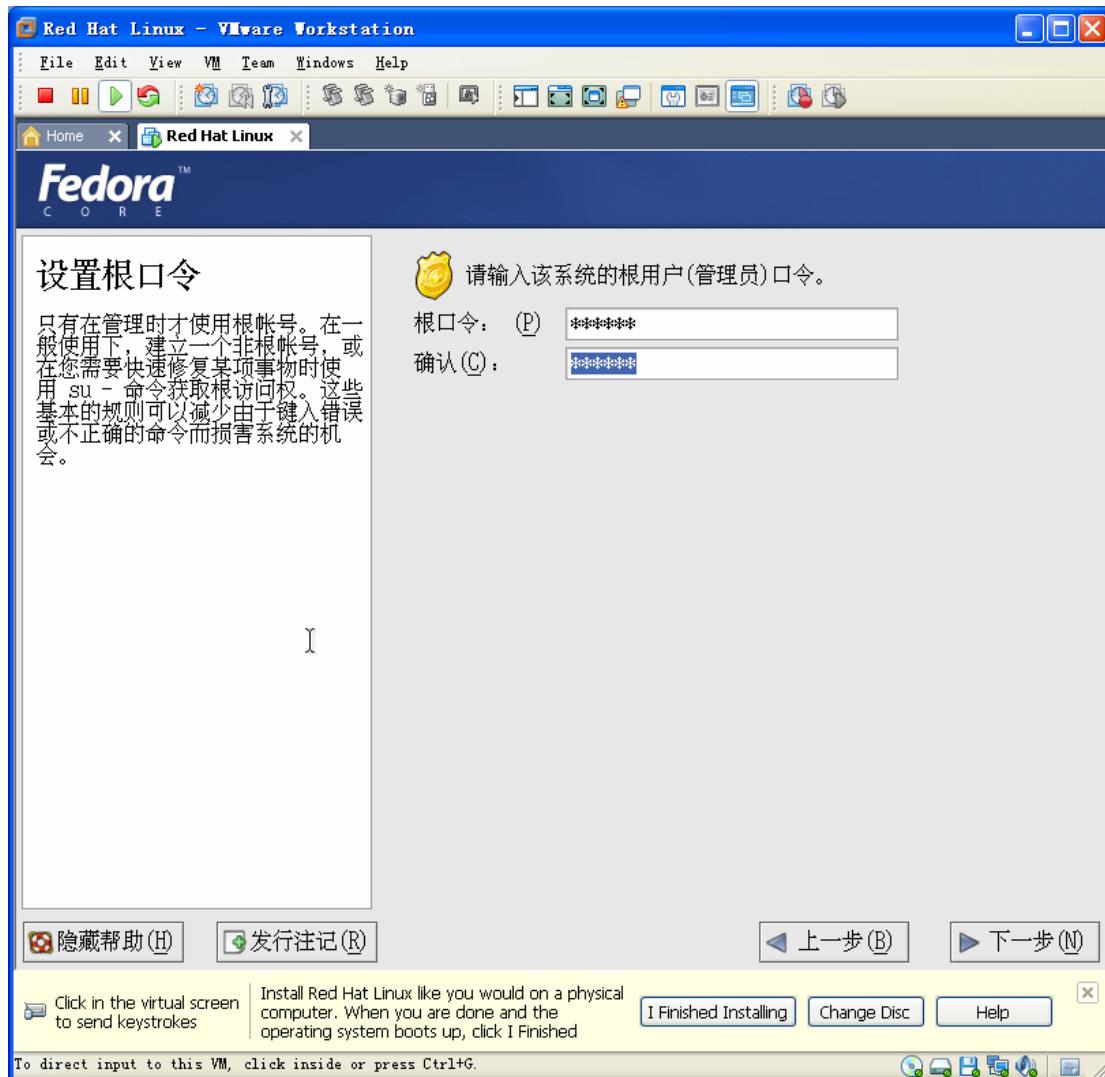 Red Hat Linux - VMware Workstation
File Edit View VM Team Windows Help
Home
Red Hat Linux
Fedora™
CORE
设置根口令
只有在管理时才使用根帐号。在一
般使用下，建立一个非根帐号，或
在您需要快速修复某项事物时使
用 su - 命令获取根访问权。这些
基本的规则可以减少由于键入错误
或不正确的命令而损害系统的机
会。
请输入该系统的根用户(管理员)口令。
根口令： (P) ******
确认(C)： ******
隐藏帮助(H)
发行注记(R)
上一步(B)
下一步(N)
Click in the virtual screen
to send keystrokes
Install Red Hat Linux like you would on a physical
computer. When you are done and the
operating system boots up, click I Finished
I Finished Installing
Change Disc
Help
To direct input to this VM, click inside or press Ctrl+G.